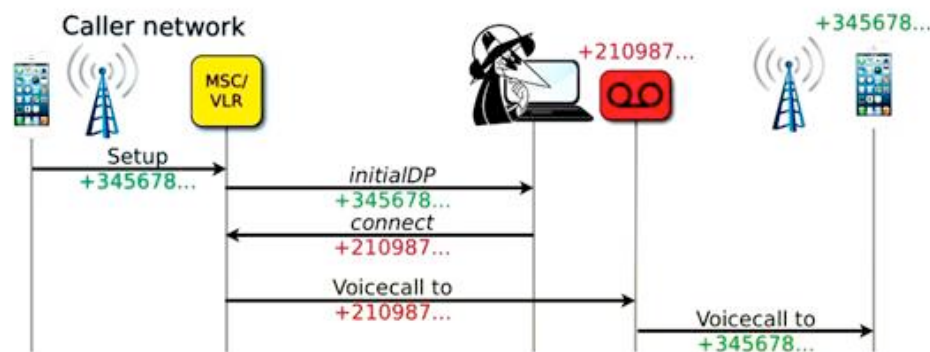 Caller network
+345678...
+210987...
MSC/
VLR
Setup
+345678...
initialDP
+345678...
connect
+210987...
Voicecall to
+210987...
Voicecall to
+345678...